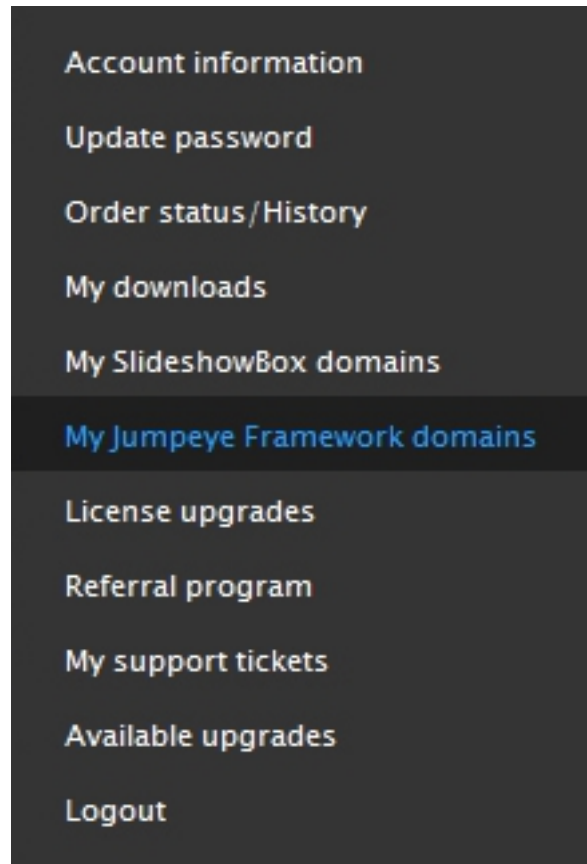 Account information
Update password
Order status/History
My downloads
My SlideshowBox domains
My Jumpeye Framework domains
License upgrades
Referral program
My support tickets
Available upgrades
Logout